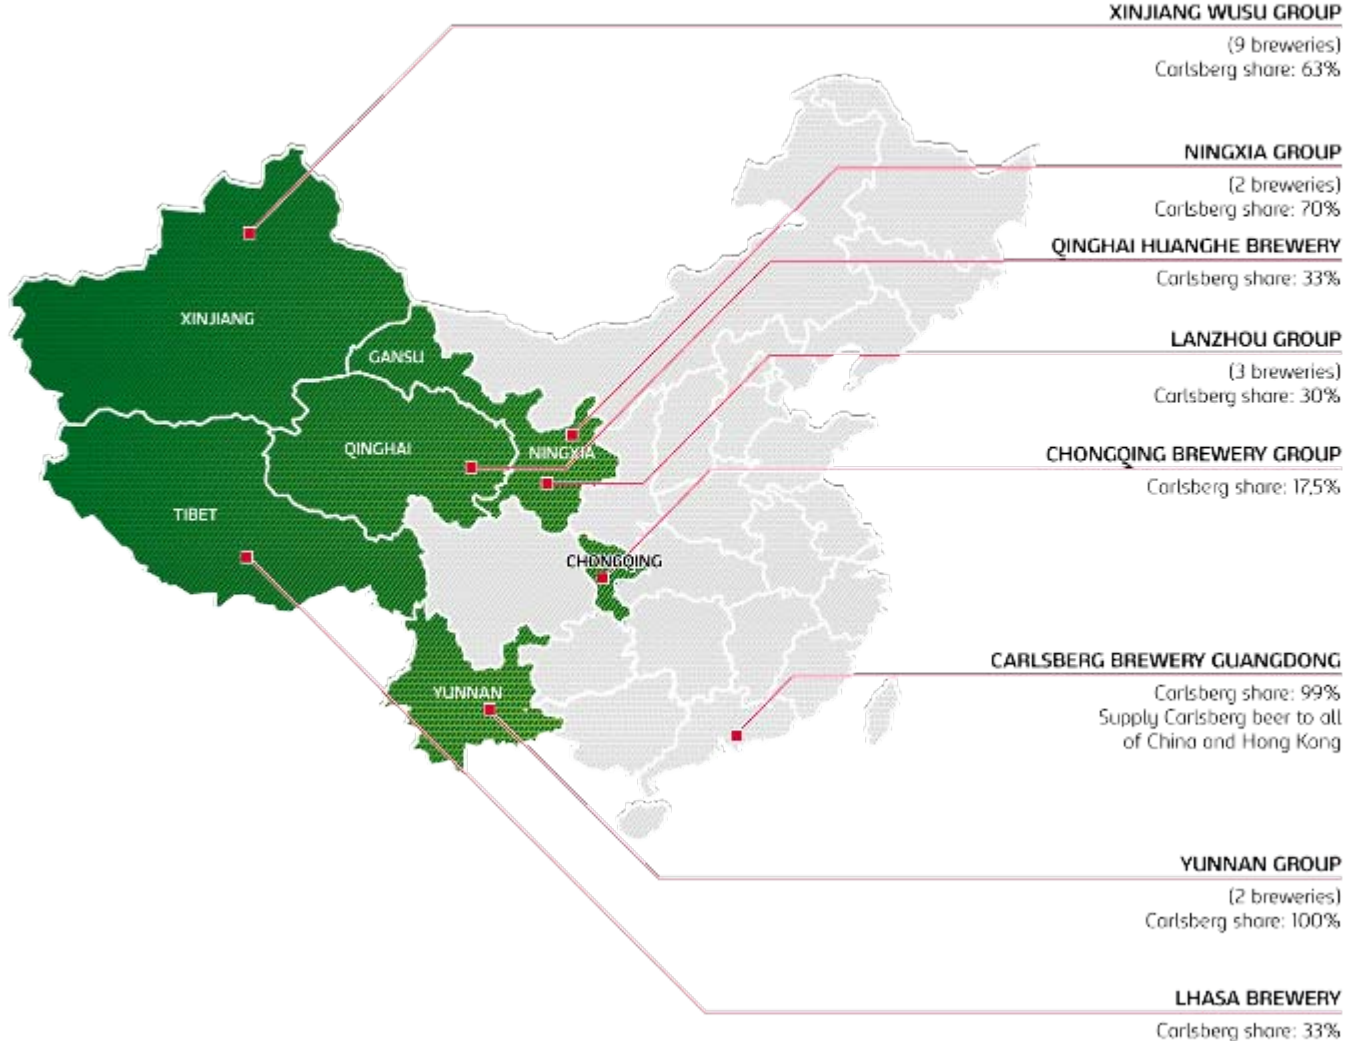 XINJIANG WUSU GROUP
(9 breweries)
Carlsberg share: 63%
NINGXIA GROUP
(2 breweries)
Carlsberg share: 70%
QINGHAI HUANGHE BREWERY
Carlsberg share: 33%
LANZHOU GROUP
(3 breweries)
Carlsberg share: 30%
CHONGQING BREWERY GROUP
Carlsberg share: 17,5%
CARLSBERG BREWERY GUANGDONG
Carlsberg share: 99%
Supply Carlsberg beer to all
of China and Hong Kong
YUNNAN GROUP
(2 breweries)
Carlsberg share: 100%
LHASA BREWERY
Carlsberg share: 33%
XINJIANG
GANSU
QINGHAI
NINGXIA
TIBET
CHONGQING
YUNNAN